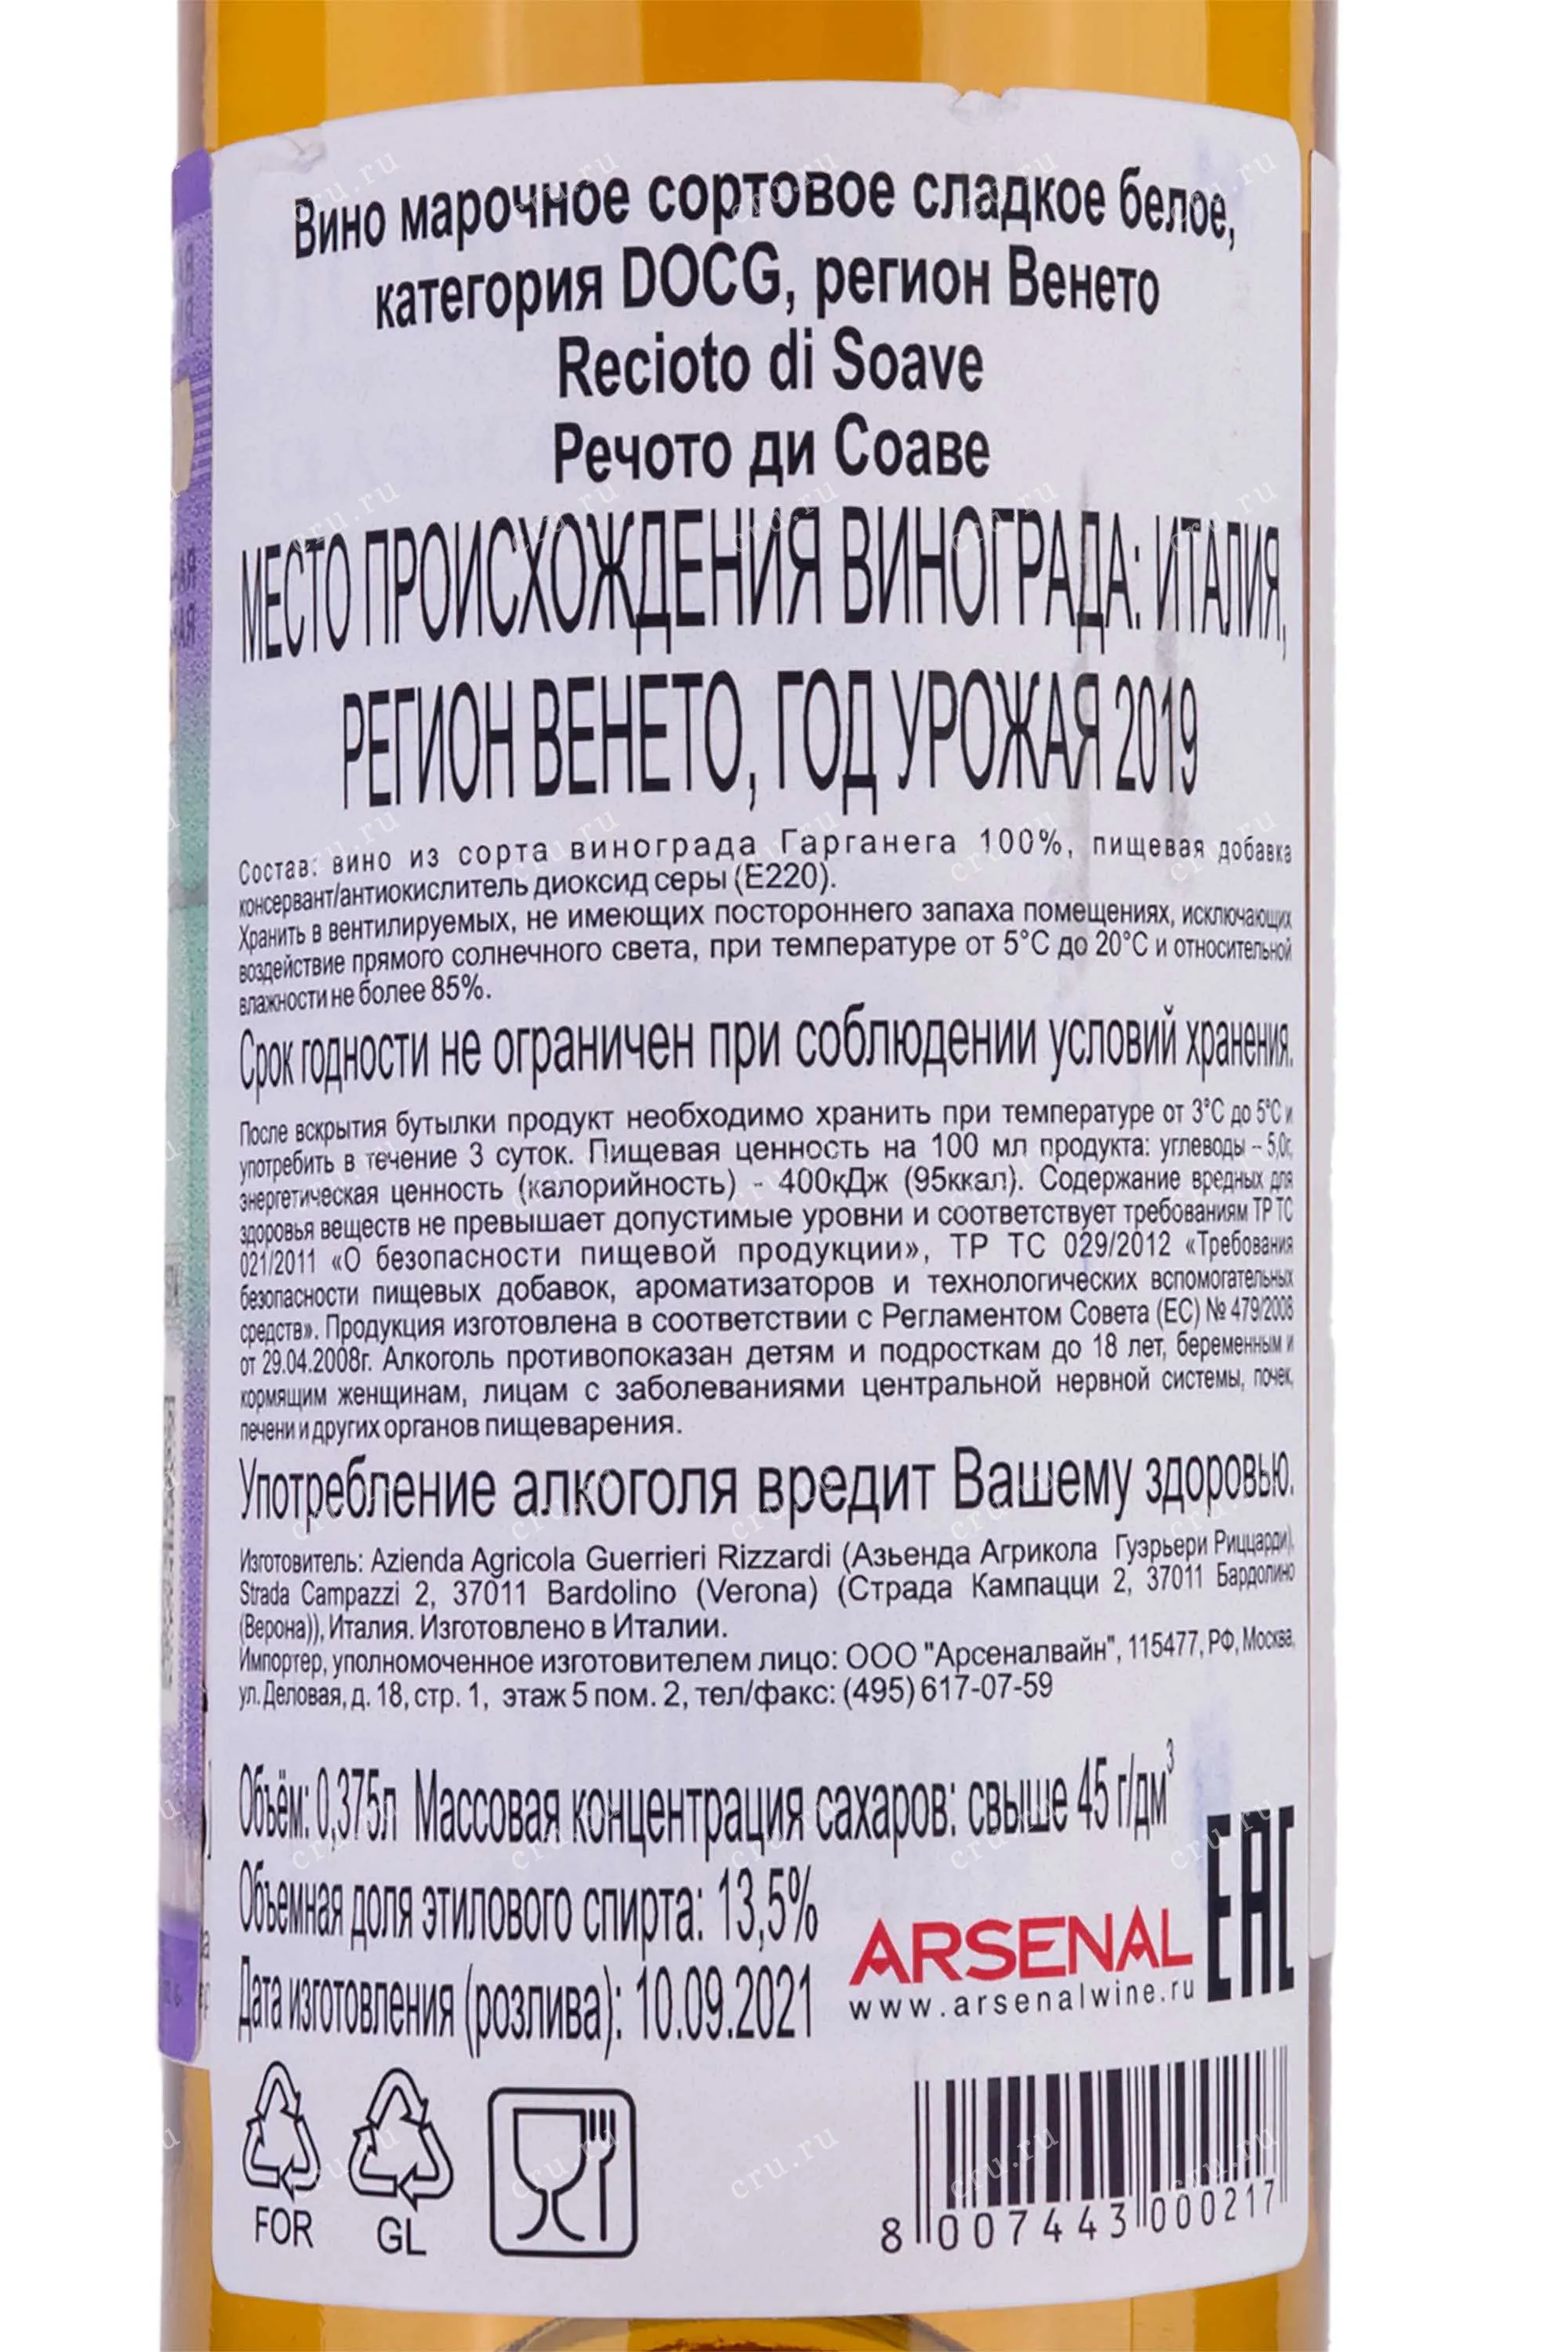 Вино марочное сортовое сладкое белое,
категория DOCG, регион Венето
Recioto di Soave
Речото ди Соаве
МЕСТО ПРОИСХОЖДЕНИЯ ВИНОГРАДА: ИТАЛИЯ,
РЕГИОН ВЕНЕТО, ГОД УРОЖАЯ 2019
Состав: вино из сорта винограда Гарганега 100%, пищевая добавка
консервант/антиокислитель диоксид серы (Е220).
Хранить в вентилируемых, не имеющих постороннего запаха помещениях, исключающих
воздействие прямого солнечного света, при температуре от 5°С до 20°С и относительной
влажности не более 85%.
Срок годности не ограничен при соблюдении условий хранения.
После вскрытия бутылки продукт необходимо хранить при температуре от 3°С до 5°С и
употребить в течение 3 суток. Пищевая ценность на 100 мл продукта: углеводы – 5,0г,
энергетическая ценность (калорийность) - 400кДж (95ккал). Содержание вредных для
здоровья веществ не превышает допустимые уровни и соответствует требованиям ТР ТС
021/2011 «О безопасности пищевой продукции», ТР ТС 029/2012 «Требования
безопасности пищевых добавок, ароматизаторов и технологических вспомогательных
средств». Продукция изготовлена в соответствии с Регламентом Совета (ЕС) № 479/2008
от 29.04.2008г. Алкоголь противопоказан детям и подросткам до 18 лет, беременным и
кормящим женщинам, лицам с заболеваниями центральной нервной системы, почек,
печени и других органов пищеварения.
Употребление алкоголя вредит Вашему здоровью.
Изготовитель: Azienda Agricola Guerrieri Rizzardi (Азьенда Агрикола Гуэрьери Риццарди),
Strada Campazzi 2, 37011 Bardolino (Verona) (Страда Кампацци 2, 37011 Бардолино
(Верона)), Италия. Изготовлено в Италии.
Импортер, уполномоченное изготовителем лицо: ООО "Арсеналвайн", 115477, РФ, Москва,
ул. Деловая, д. 18, стр. 1, этаж 5 пом. 2, тел/факс: (495) 617-07-59
Объём: 0,375л Массовая концентрация сахаров: свыше 45 г/дм³
Объемная доля этилового спирта: 13,5%
Дата изготовления (розлива): 10.09.2021
ARSENAL
www.arsenalwine.ru
EAC
FOR
GL
8 007443 000217
cru.ru